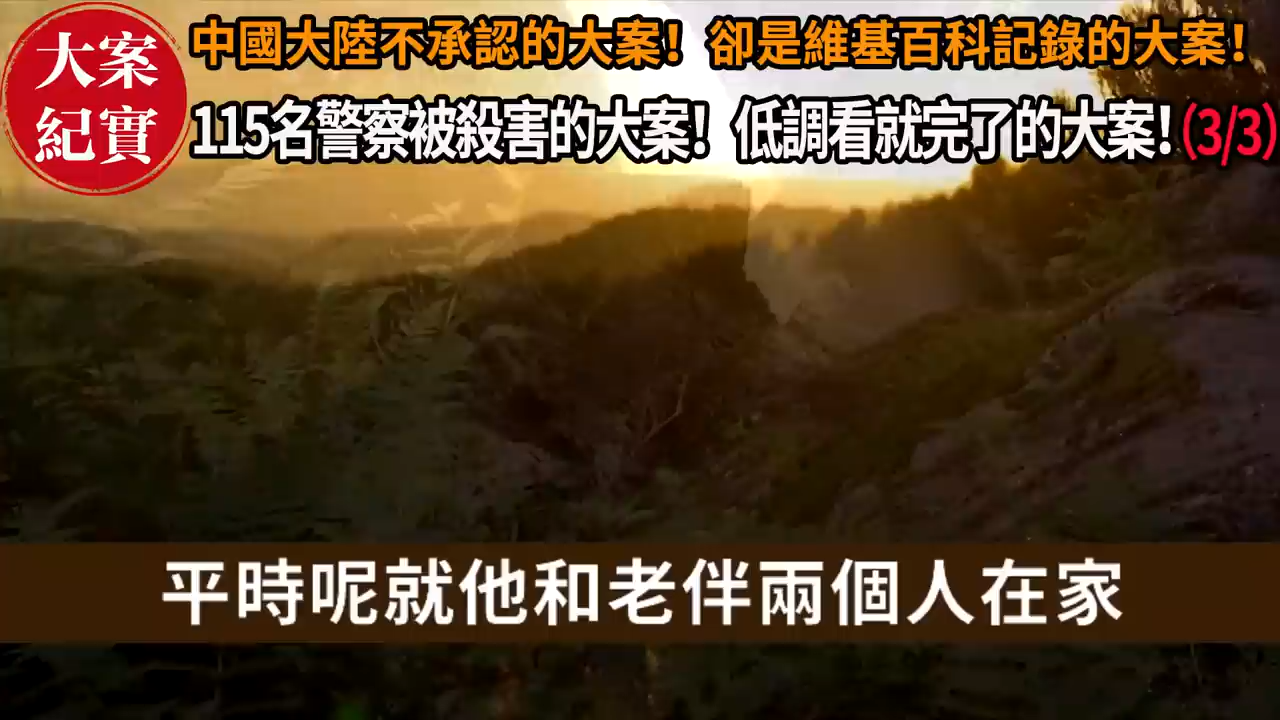 大案
紀實
中國大陸不承認的大案！卻是維基百科記錄的大案！
115名警察被殺害的大案！低調看就完了的大案！(3/3)
平時呢就他和老伴兩個人在家